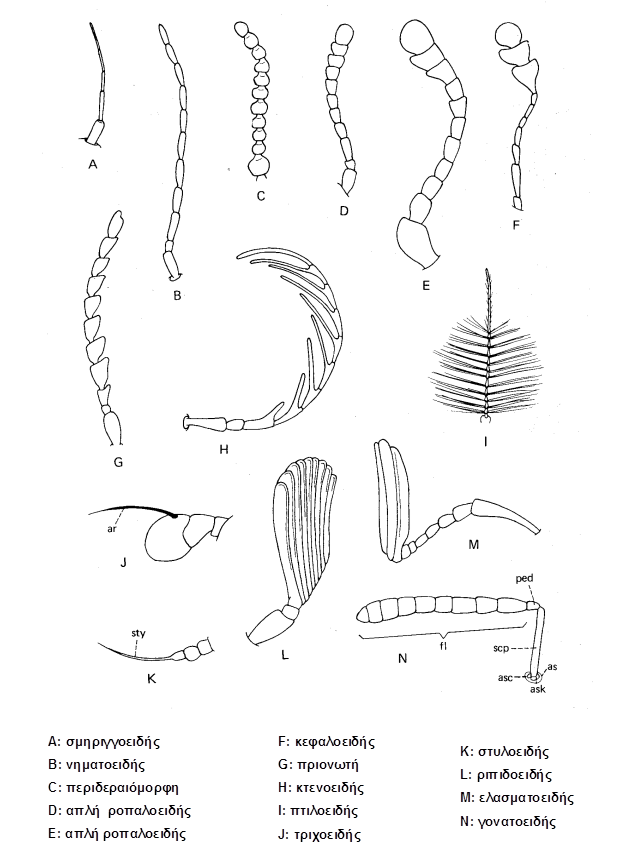 A
B
C
D
E
F
G
H
I
ar
J
sty
K
L
M
ped
fl
N
scp
asc
as
ask
A: σμηριγγοειδής
B: νηματοειδής
C: περιδεραιόμορφη
D: απλή ροπαλοειδής
E: απλή ροπαλοειδής
F: κεφαλοειδής
G: πριονωτή
H: κτενοειδής
I: πτιλοειδής
J: τριχοειδής
K: στυλοειδής
L: ριπιδοειδής
M: ελασματοειδής
N: γονατοειδής